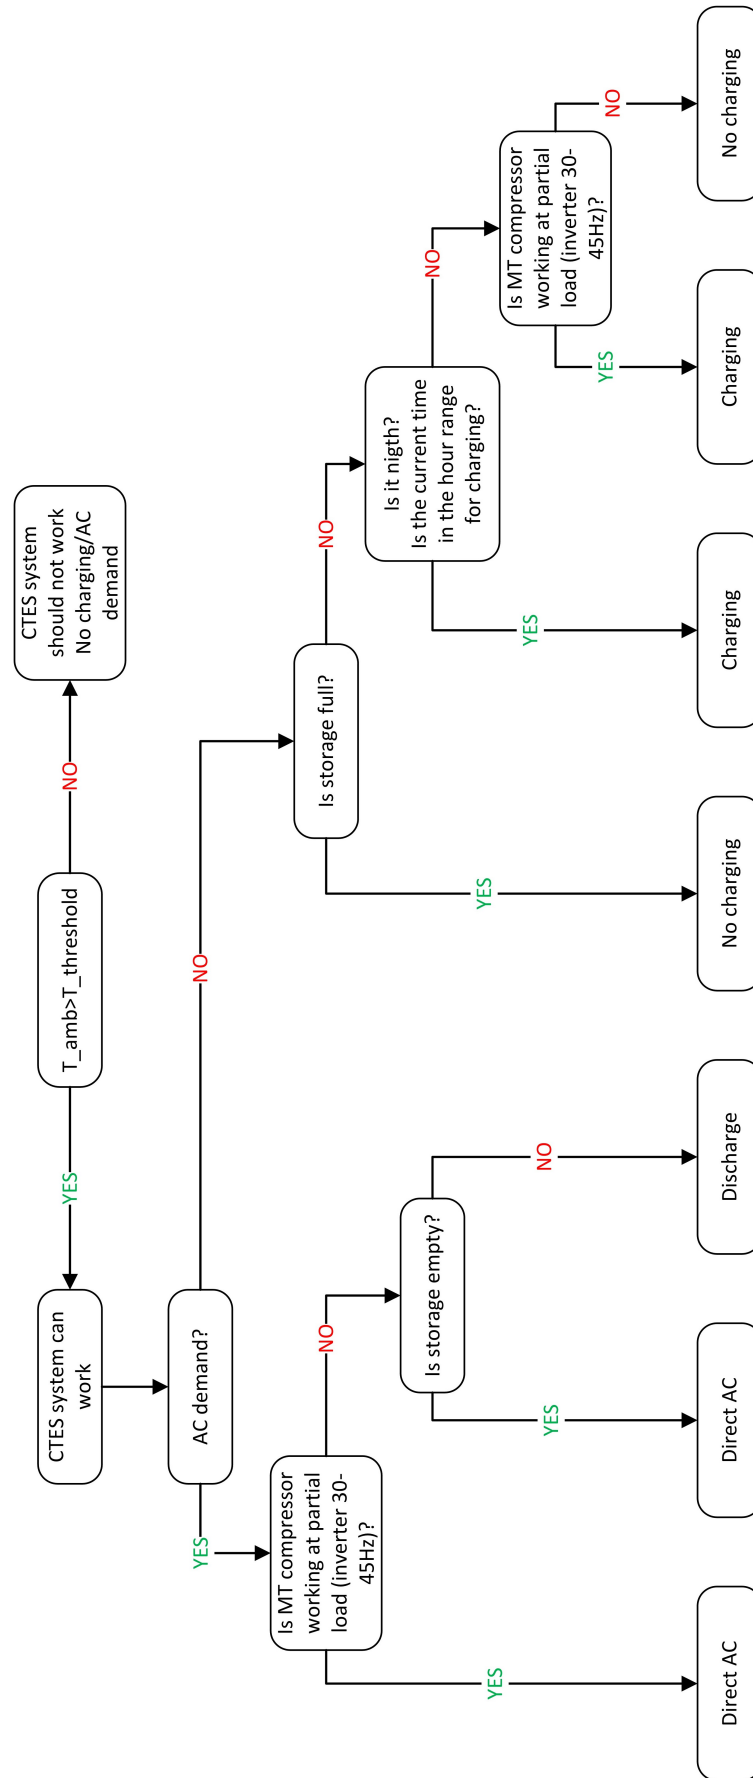 T_amb>T_threshold
YES
NO
CTES system can
work
CTES system
should not work
No charging/AC
demand
AC demand?
YES
NO
Is MT compressor
working at partial
load (inverter 30-
45Hz)?
YES
NO
Is storage empty?
YES
NO
Is storage full?
YES
NO
Is it nigth?
Is the current time
in the hour range
for charging?
YES
NO
Is MT compressor
working at partial
load (inverter 30-
45Hz)?
YES
NO
Direct AC
Direct AC
Discharge
No charging
Charging
Charging
No charging